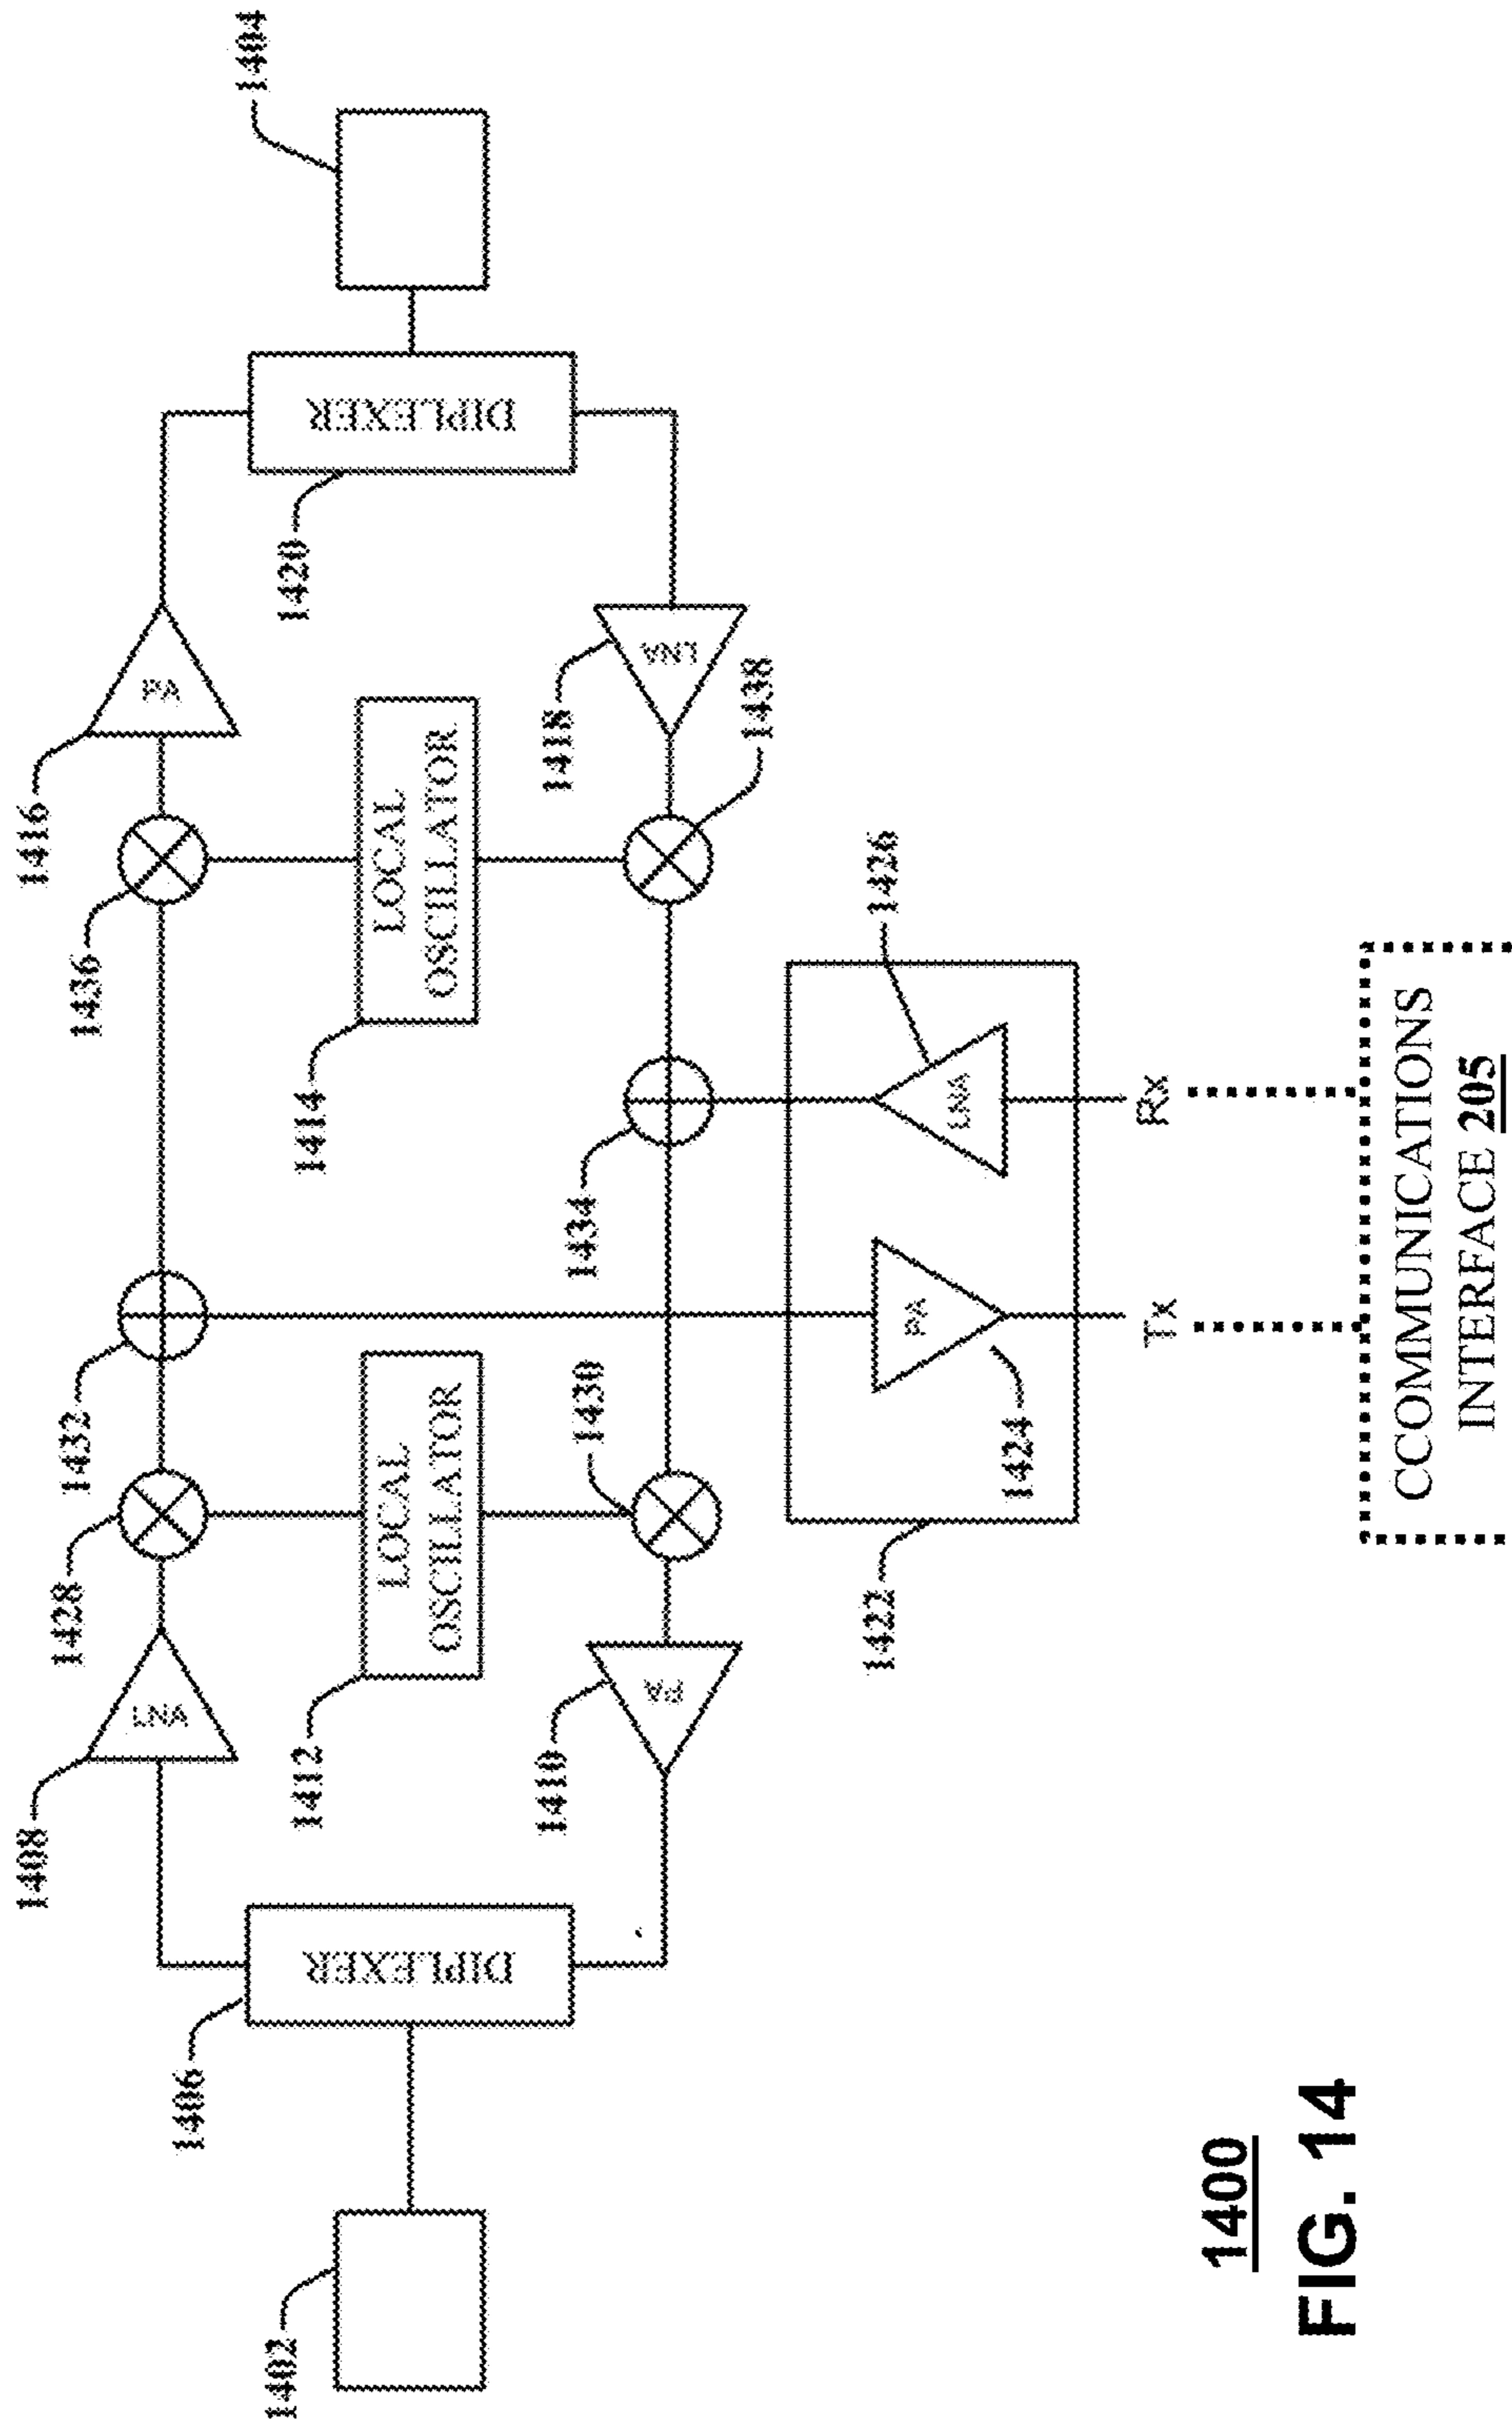 1404
1416
PA
1436
DIPLEXER
1420
LOCAL
OSCILLATOR
1414
LNA
1418
1438
1432
1434
1426
LNA
PA
1424
1422
Rx
Tx
CCOMMUNICATIONS
INTERFACE 205
1428
LOCAL
OSCILLATOR
1412
1430
LNA
1408
PA
1410
DIPLEXER
1406
1402
1400
FIG. 14